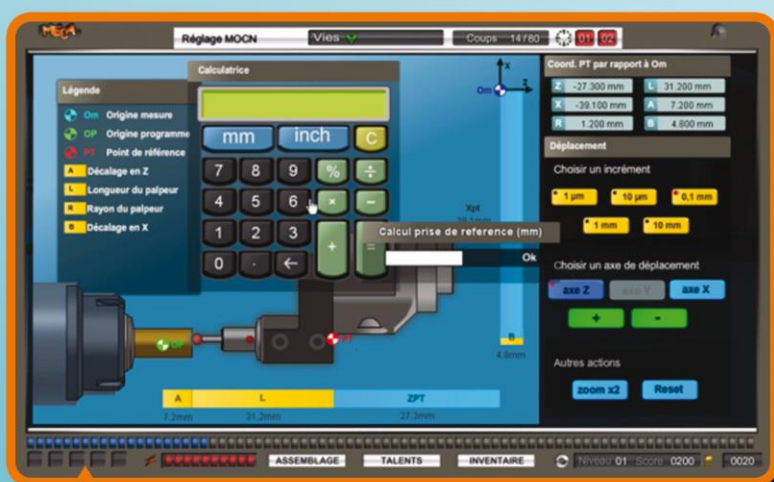 MéCA
Réglage MOCN
Vies
Coups 14/80
01 02
Légende
Om Origine mesure
OP Origine programme
PT Point de référence
A Décalage en Z
L Longueur du palpeur
R Rayon du palpeur
B Décalage en X
Calculatrice
mm inch C
7 8 9 % ÷
4 5 6 × −
1 2 3 + =
0 . ←
x
Om z
Xpt
Calcul prise de reference (mm)
Ok
OP
PT
B
4.8mm
A L ZPT
7.2mm 31.2mm 27.3mm
Coord. PT par rapport à Om
Z -27.300 mm L 31.200 mm
X -39.100 mm A 7.200 mm
R 1.200 mm B 4.800 mm
Déplacement
Choisir un incrément
1 µm 10 µm 0,1 mm
1 mm 10 mm
Choisir un axe de déplacement
axe Z axe Y axe X
+ -
Autres actions
zoom x2 Reset
ASSEMBLAGE TALENTS INVENTAIRE
Niveau 01 Score 0200 0020